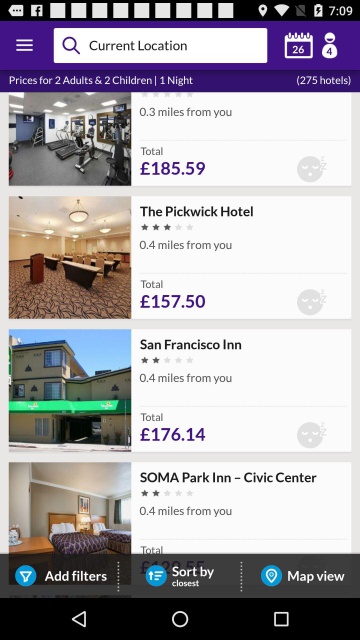 7:09
Current Location
26
4
Prices for 2 Adults & 2 Children | 1 Night
(275 hotels)
0.3 miles from you
Total
£185.59
The Pickwick Hotel
0.4 miles from you
Total
£157.50
San Francisco Inn
0.4 miles from you
Total
£176.14
SOMA Park Inn – Civic Center
0.4 miles from you
Total
Add filters
Sort by
closest
Map view